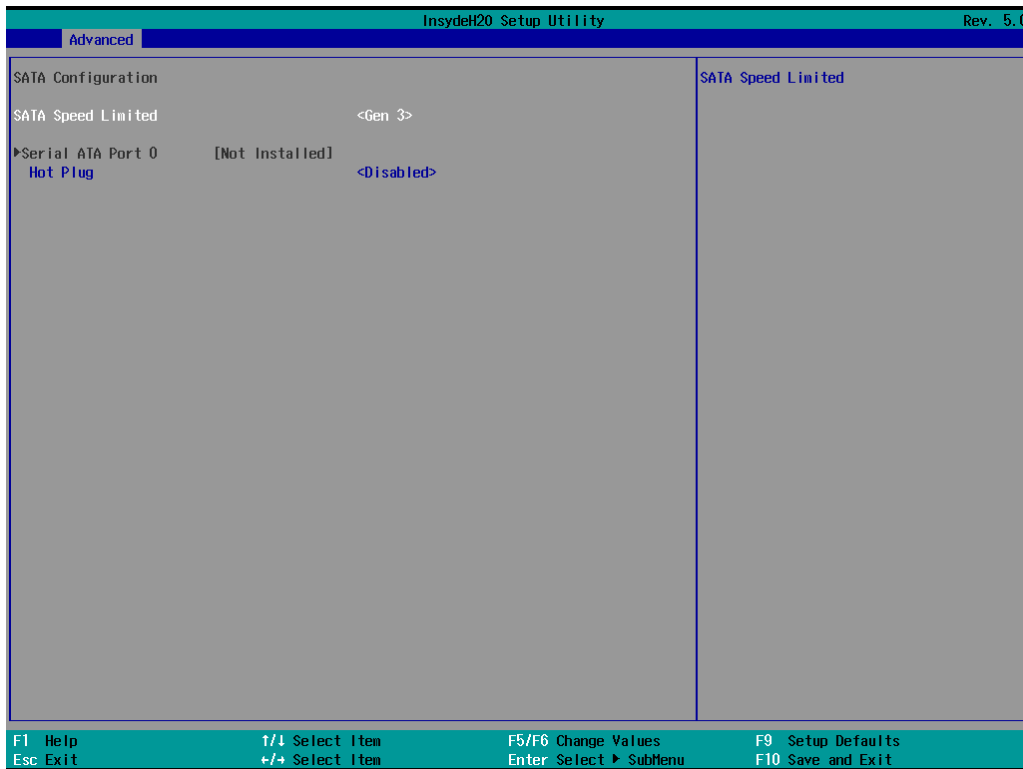 InsydeH20 Setup Utility Rev. 5.0
Advanced
SATA Configuration
SATA Speed Limited
SATA Speed Limited <Gen 3>
▶Serial ATA Port 0 [Not Installed]
Hot Plug <Disabled>
F1 Help ↑/↓ Select Item F5/F6 Change Values F9 Setup Defaults
Esc Exit ←/→ Select Item Enter Select ▶ SubMenu F10 Save and Exit